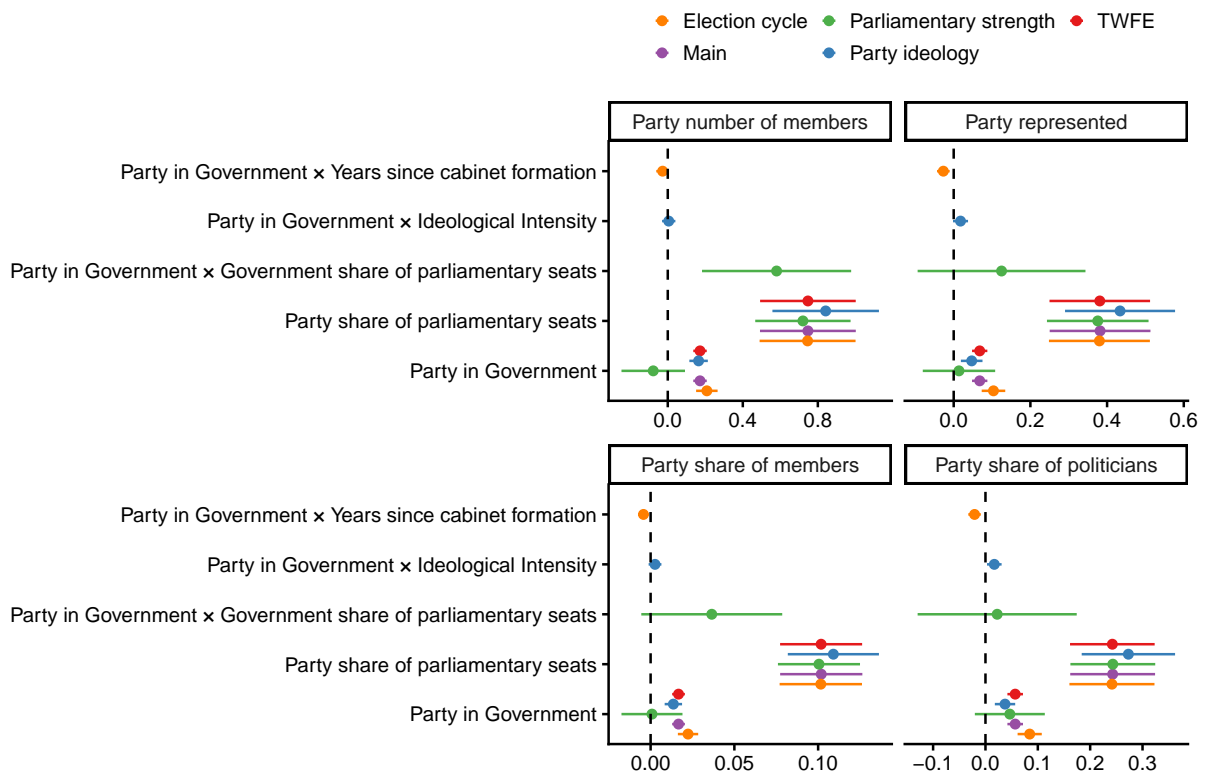 Election cycle Parliamentary strength TWFE
Main Party ideology
Party number of members Party represented
Party in Government × Years since cabinet formation
Party in Government × Ideological Intensity
Party in Government × Government share of parliamentary seats
Party share of parliamentary seats
Party in Government
0.0 0.4 0.8 0.0 0.2 0.4 0.6
Party share of members Party share of politicians
Party in Government × Years since cabinet formation
Party in Government × Ideological Intensity
Party in Government × Government share of parliamentary seats
Party share of parliamentary seats
Party in Government
0.00 0.05 0.10 −0.1 0.0 0.1 0.2 0.3